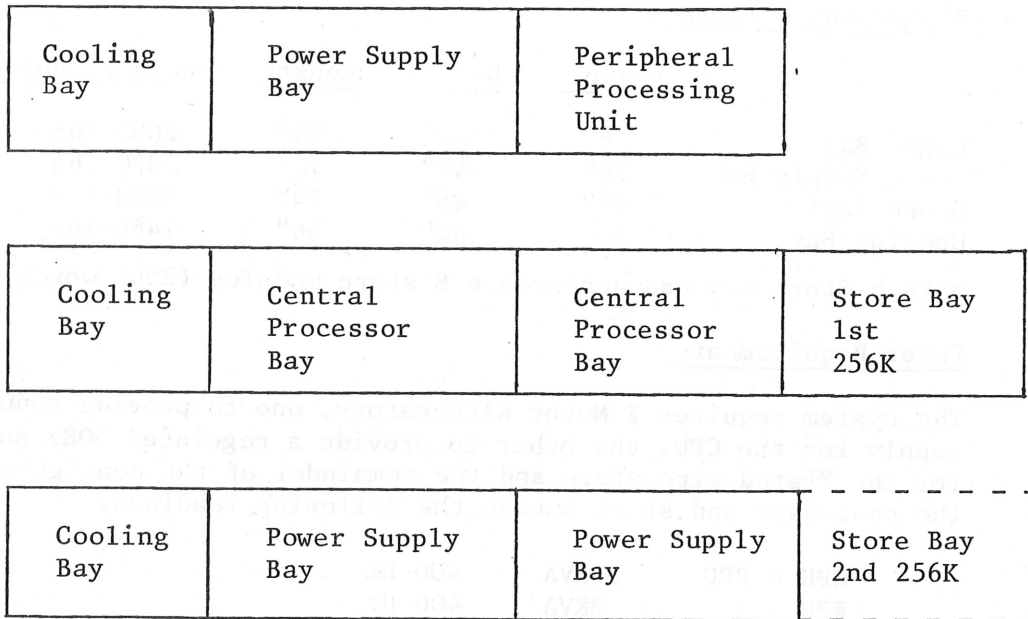 Cooling
Bay
Power Supply
Bay
Peripheral
Processing
Unit
Cooling
Bay
Central
Processor
Bay
Central
Processor
Bay
Store Bay
1st
256K
Cooling
Bay
Power Supply
Bay
Power Supply
Bay
Store Bay
2nd 256K